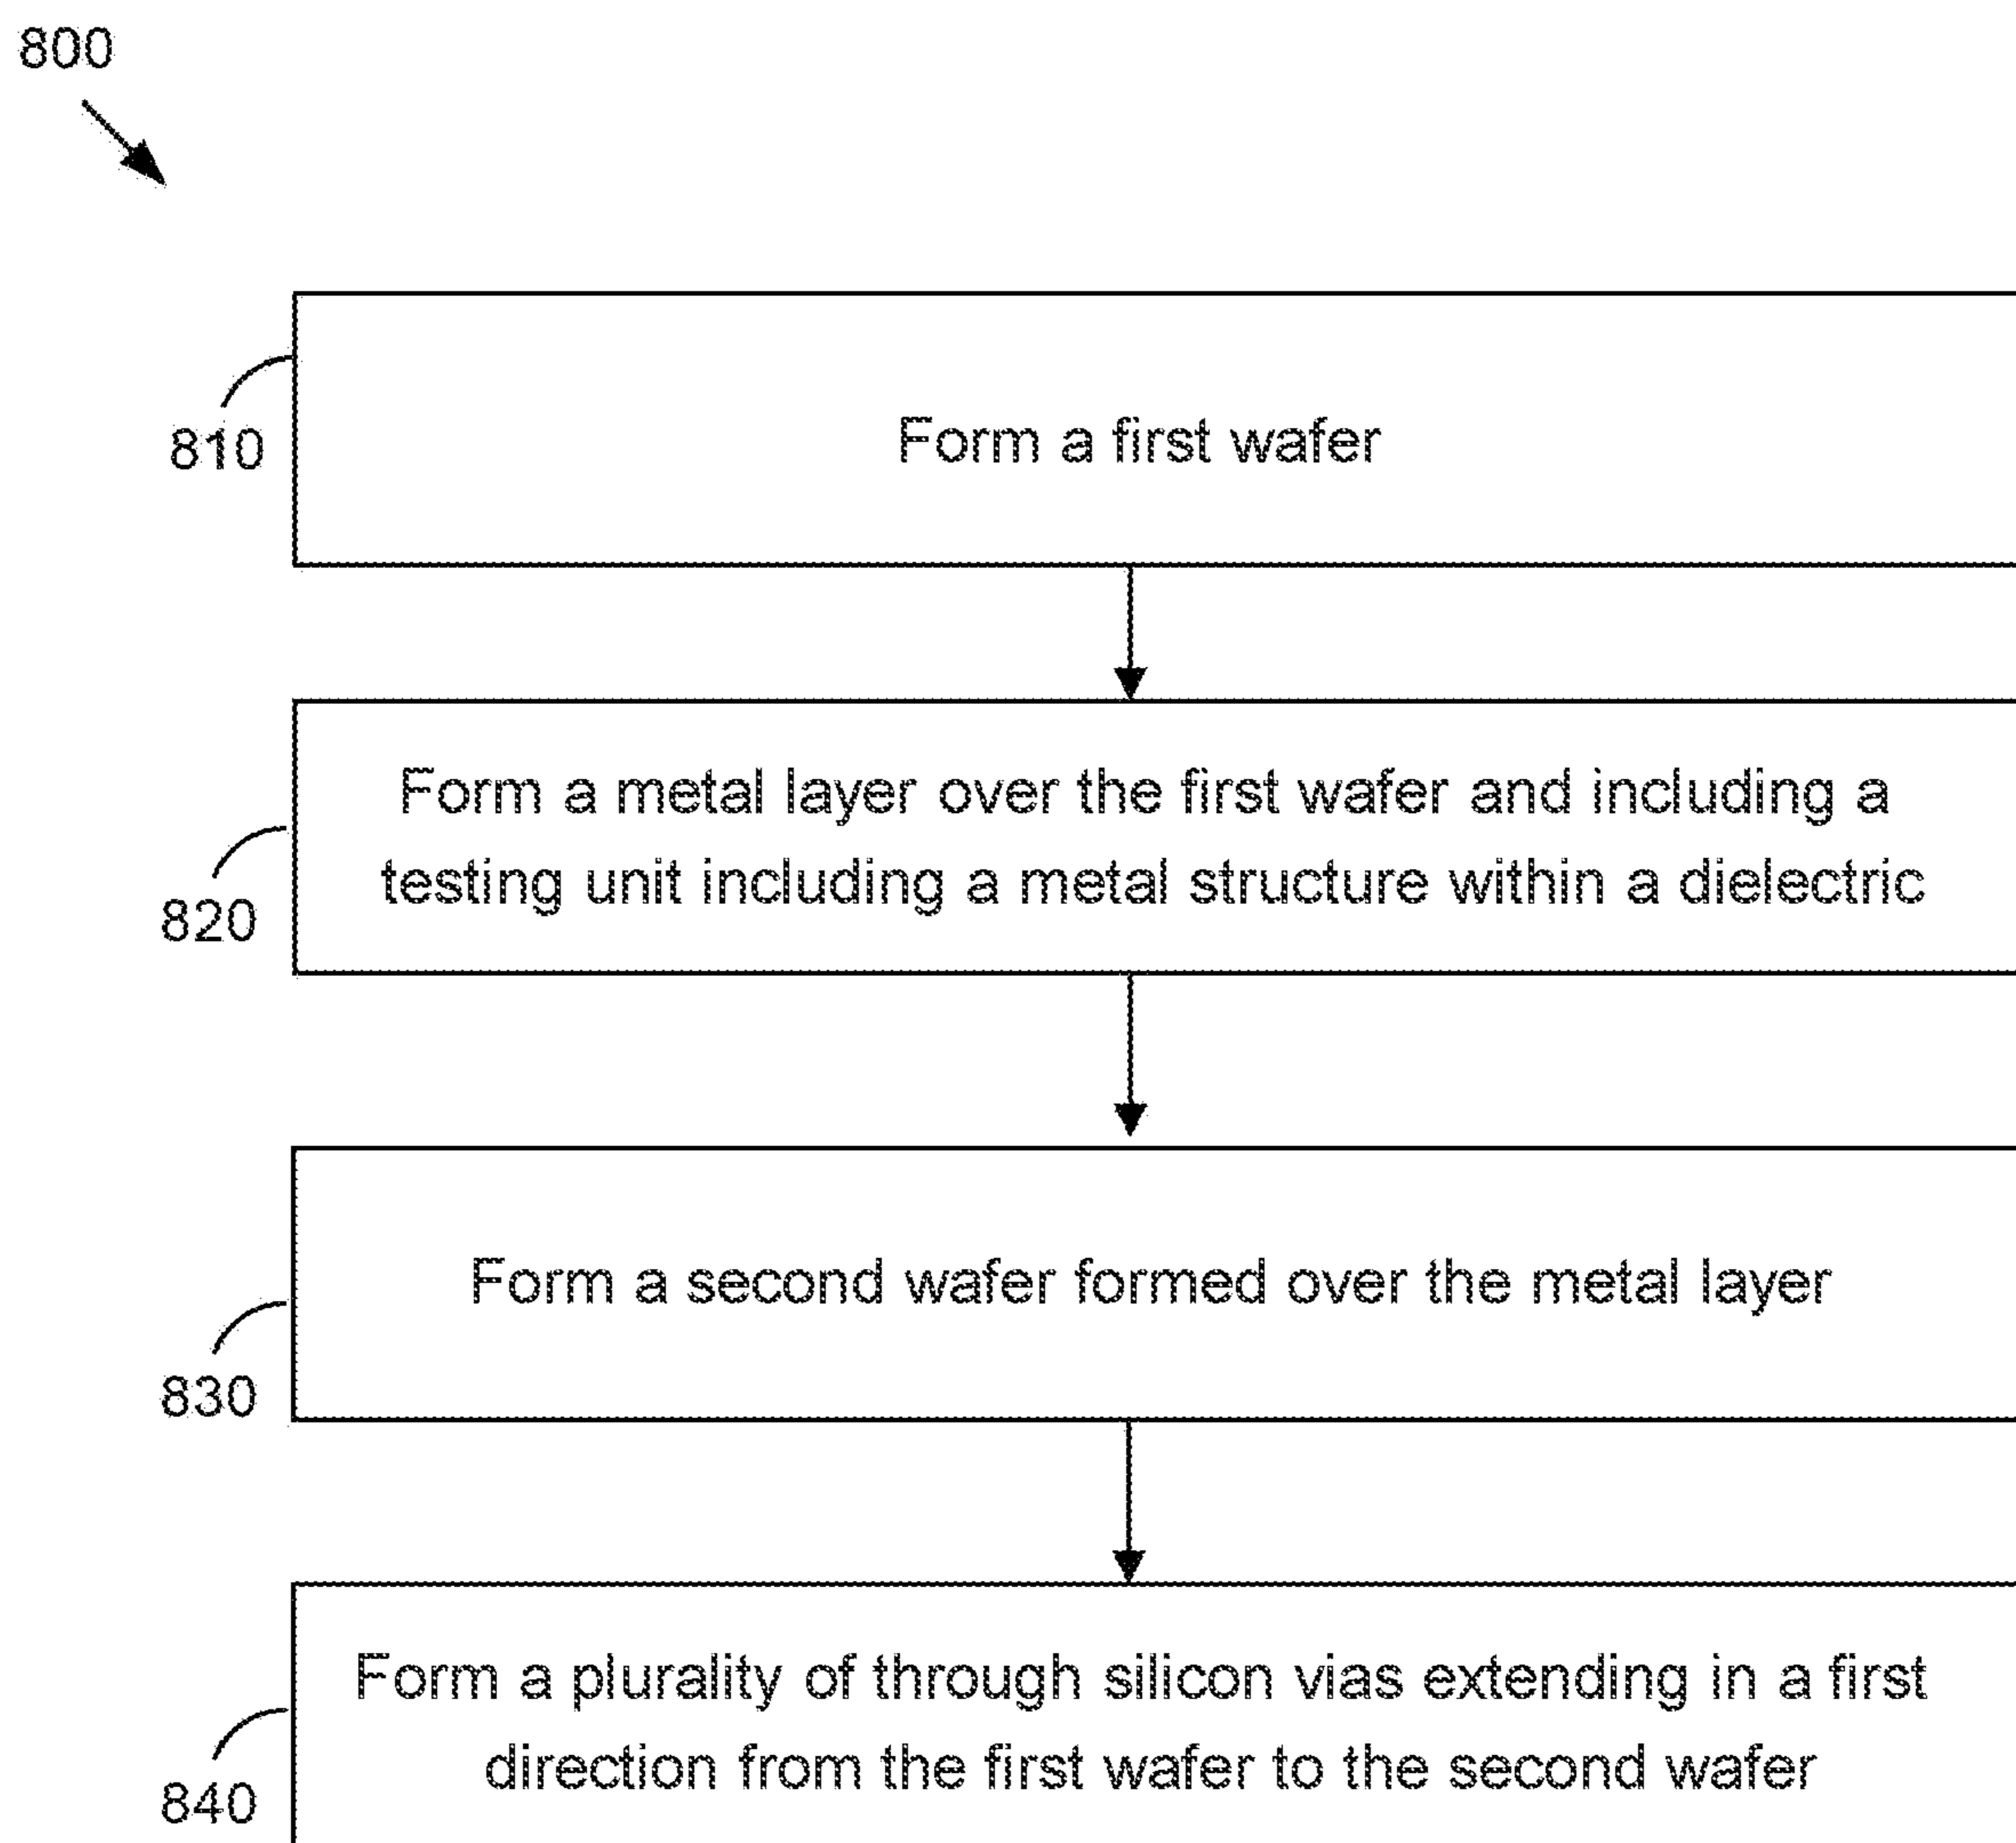 800
810
Form a first wafer
Form a metal layer over the first wafer and including a
testing unit including a metal structure within a dielectric
820
Form a second wafer formed over the metal layer
830
Form a plurality of through silicon vias extending in a first
direction from the first wafer to the second wafer
840